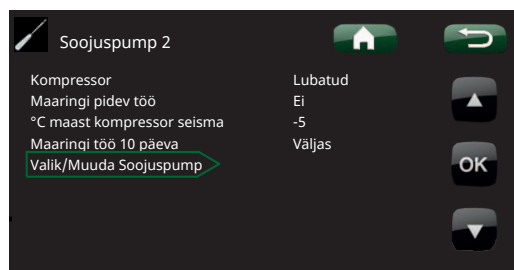 Soojuspump 2
Kompressor Lubatud
Maaringi pidev töö Ei
°C maast kompressor seisma -5
Maaringi töö 10 päeva Väljas
Valik/Muuda Soojuspump
OK